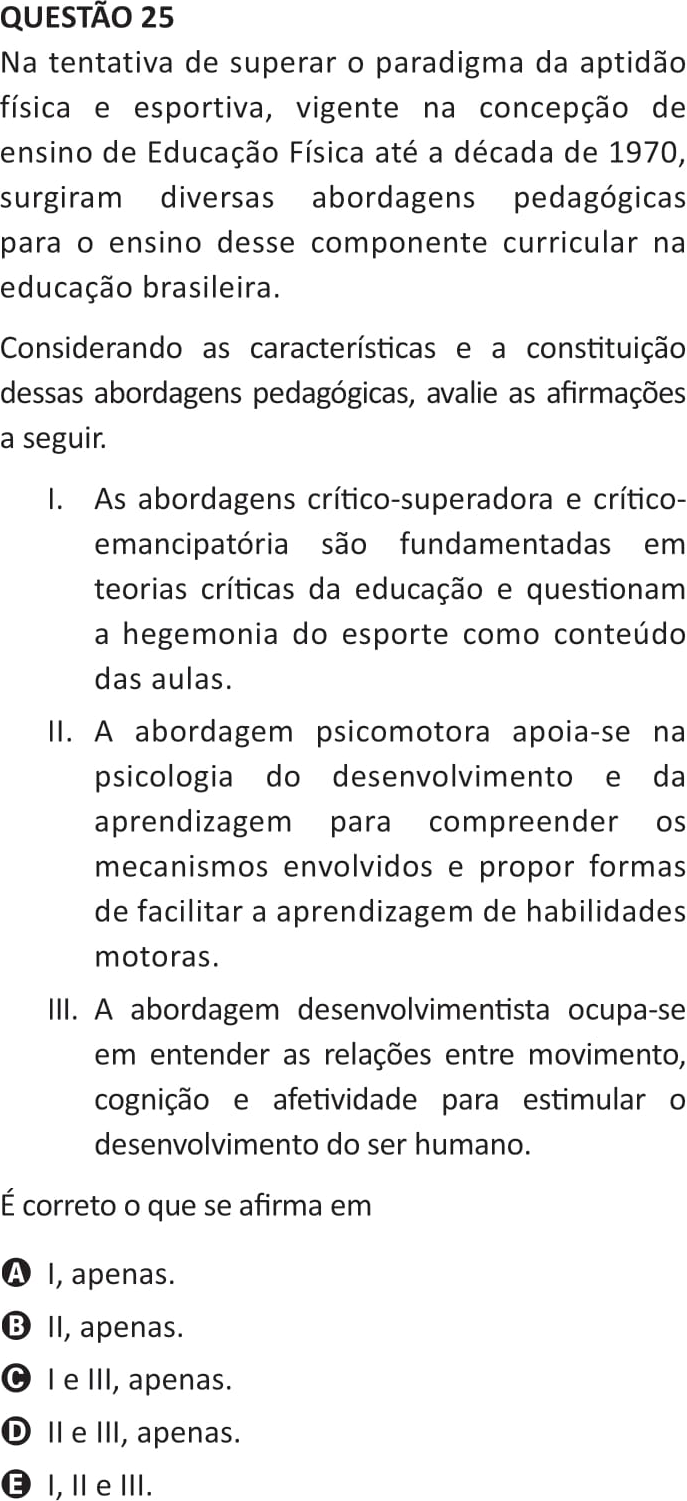 QUESTÃO 25
Na tentativa de superar o paradigma da aptidão
física e esportiva, vigente na concepção de
ensino de Educação Física até a década de 1970,
surgiram diversas abordagens pedagógicas
para o ensino desse componente curricular na
educação brasileira.
Considerando as características e a constituição
dessas abordagens pedagógicas, avalie as afirmações
a seguir.
I. As abordagens crítico-superadora e crítico-
emancipatória são fundamentadas em
teorias críticas da educação e questionam
a hegemonia do esporte como conteúdo
das aulas.
II. A abordagem psicomotora apoia-se na
psicologia do desenvolvimento e da
aprendizagem para compreender os
mecanismos envolvidos e propor formas
de facilitar a aprendizagem de habilidades
motoras.
III. A abordagem desenvolvimentista ocupa-se
em entender as relações entre movimento,
cognição e afetividade para estimular o
desenvolvimento do ser humano.
É correto o que se afirma em
A I, apenas.
B II, apenas.
C I e III, apenas.
D II e III, apenas.
E I, II e III.